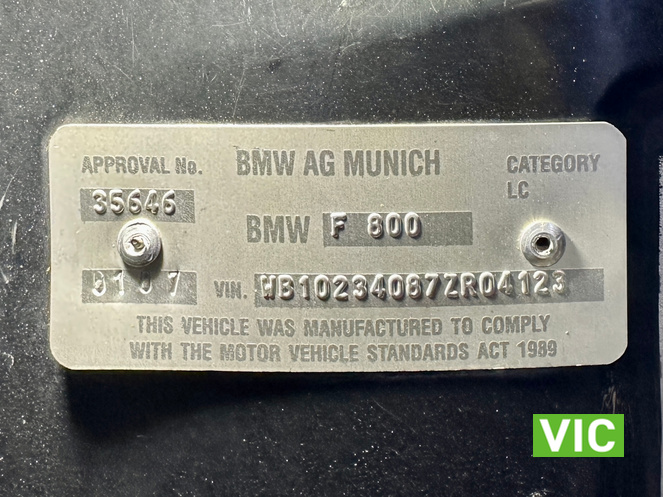 APPROVAL No. BMW AG MUNICH CATEGORY
35646 LC
BMW F 800
VIN. WB10234067ZR04123
THIS VEHICLE WAS MANUFACTURED TO COMPLY
WITH THE MOTOR VEHICLE STANDARDS ACT 1989
VIC